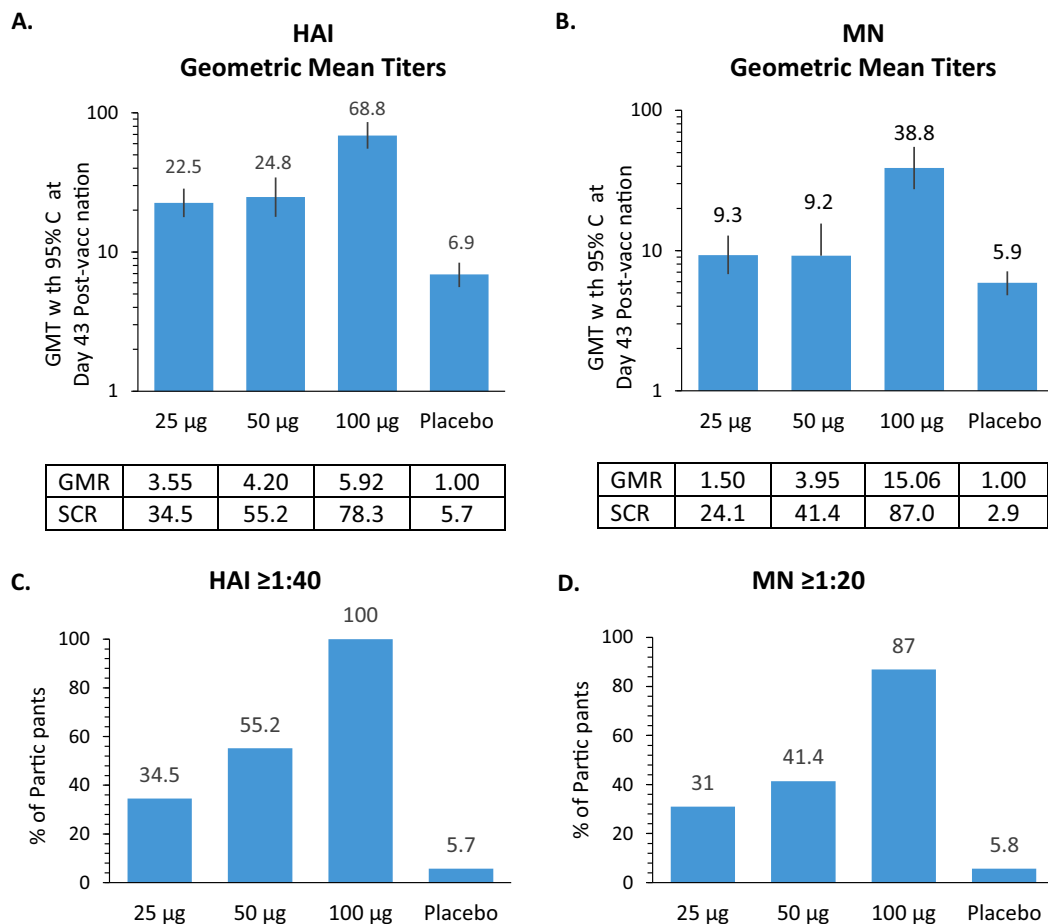 A.
HAI
Geometric Mean Titers
GMT w th 95% C  at
Day 43 Post-vacc nation
100
10
1
22.5
24.8
68.8
6.9
25 µg 50 µg 100 µg Placebo
GMR 3.55 4.20 5.92 1.00
SCR 34.5 55.2 78.3 5.7
B.
MN
Geometric Mean Titers
GMT w th 95% C  at
Day 43 Post-vacc nation
100
10
1
9.3
9.2
38.8
5.9
25 µg 50 µg 100 µg Placebo
GMR 1.50 3.95 15.06 1.00
SCR 24.1 41.4 87.0 2.9
C.
HAI ≥1:40
% of Partic pants
100
80
60
40
20
0
34.5
55.2
100
5.7
25 µg 50 µg 100 µg Placebo
D.
MN ≥1:20
% of Partic pants
100
80
60
40
20
0
31
41.4
87
5.8
25 µg 50 µg 100 µg Placebo